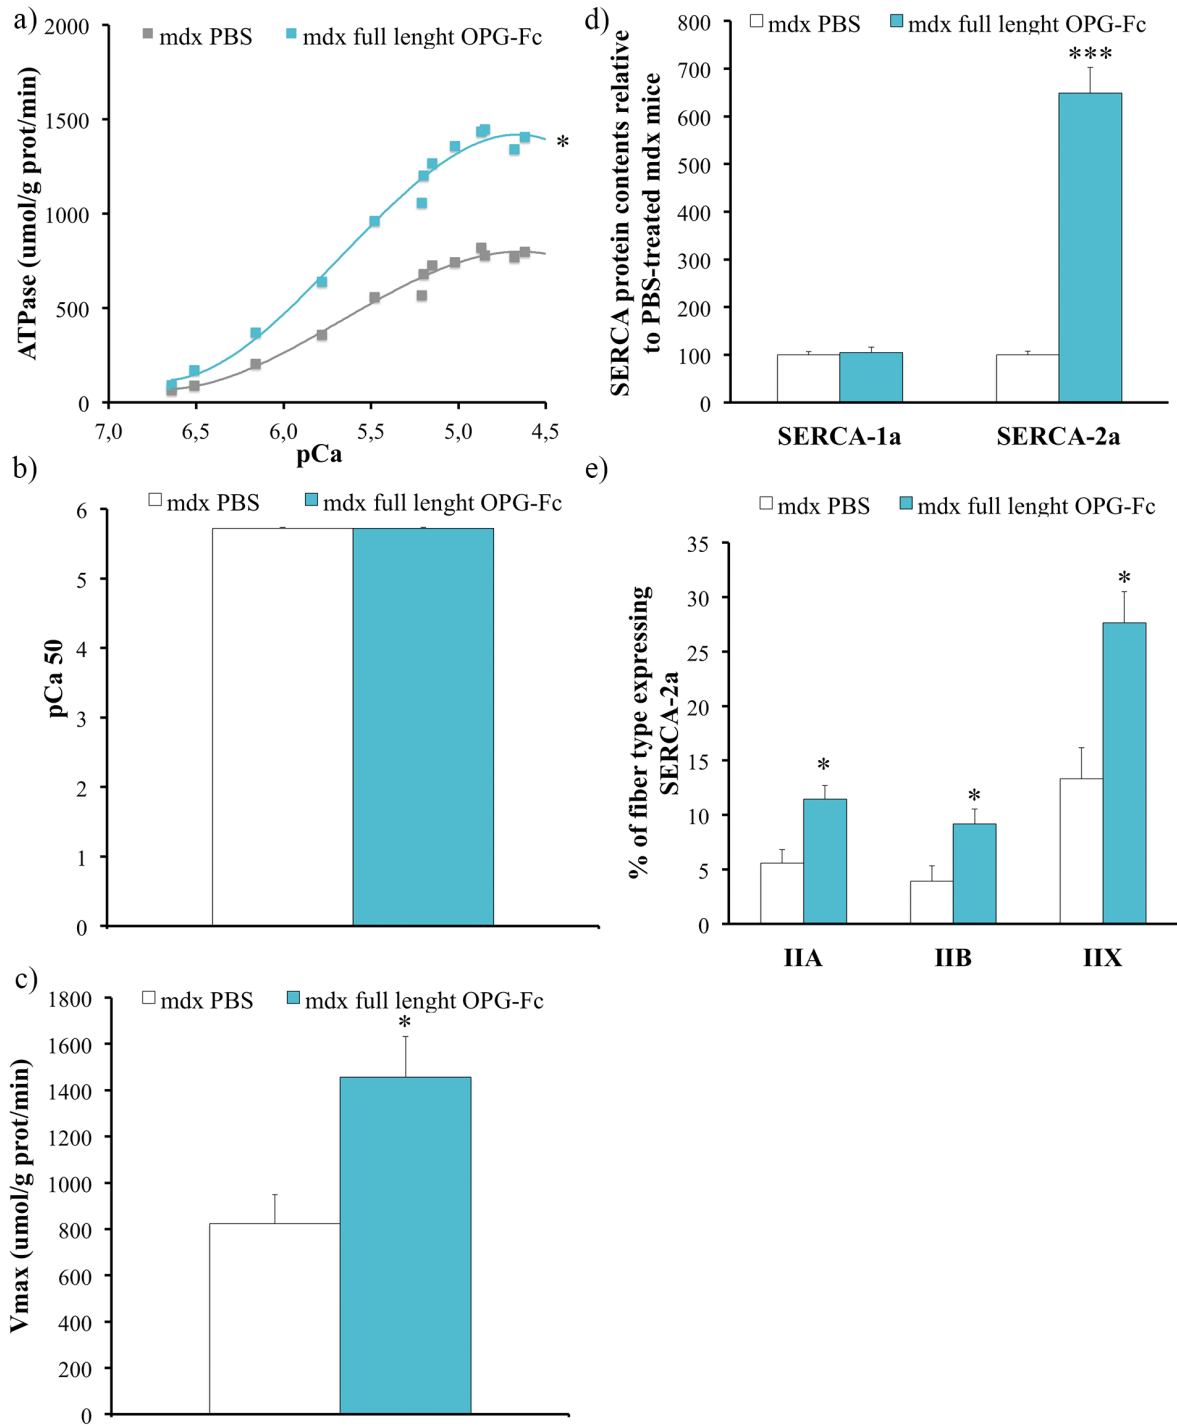 a)
mdx PBS
mdx full lenght OPG-Fc
ATPase (umol/g prot/min)
2000
1500
1000
500
0
7,0
6,5
6,0
5,5
5,0
4,5
*
pCa
b)
mdx PBS
mdx full lenght OPG-Fc
pCa 50
6
5
4
3
2
1
0
c)
mdx PBS
mdx full lenght OPG-Fc
Vmax (umol/g prot/min)
1800
1600
1400
1200
1000
800
600
400
200
0
*
d)
mdx PBS
mdx full lenght OPG-Fc
SERCA protein contents relative
to PBS-treated mdx mice
800
700
600
500
400
300
200
100
0
***
SERCA-1a
SERCA-2a
e)
mdx PBS
mdx full lenght OPG-Fc
% of fiber type expressing
SERCA-2a
35
30
25
20
15
10
5
0
*
*
*
IIA
IIB
IIX